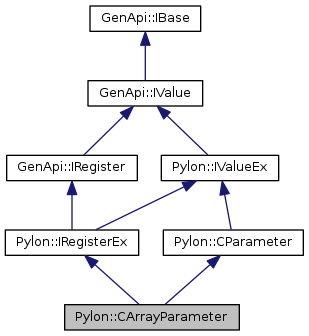 GenApi::IBase
GenApi::IValue
GenApi::IRegister
Pylon::IValueEx
Pylon::IRegisterEx
Pylon::CParameter
Pylon::CArrayParameter